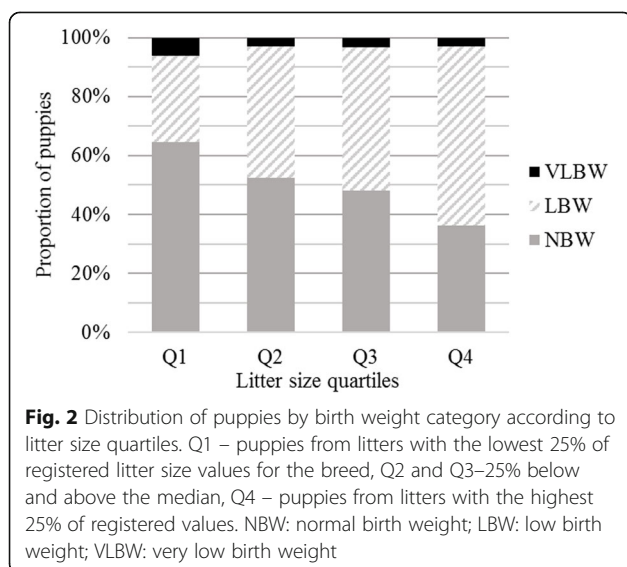 100%
80%
60%
40%
20%
0%
Proportion of puppies
VLBW
LBW
NBW
Q1 Q2 Q3 Q4
Litter size quartiles
Fig. 2 Distribution of puppies by birth weight category according to
litter size quartiles. Q1 – puppies from litters with the lowest 25% of
registered litter size values for the breed, Q2 and Q3–25% below
and above the median, Q4 – puppies from litters with the highest
25% of registered values. NBW: normal birth weight; LBW: low birth
weight; VLBW: very low birth weight